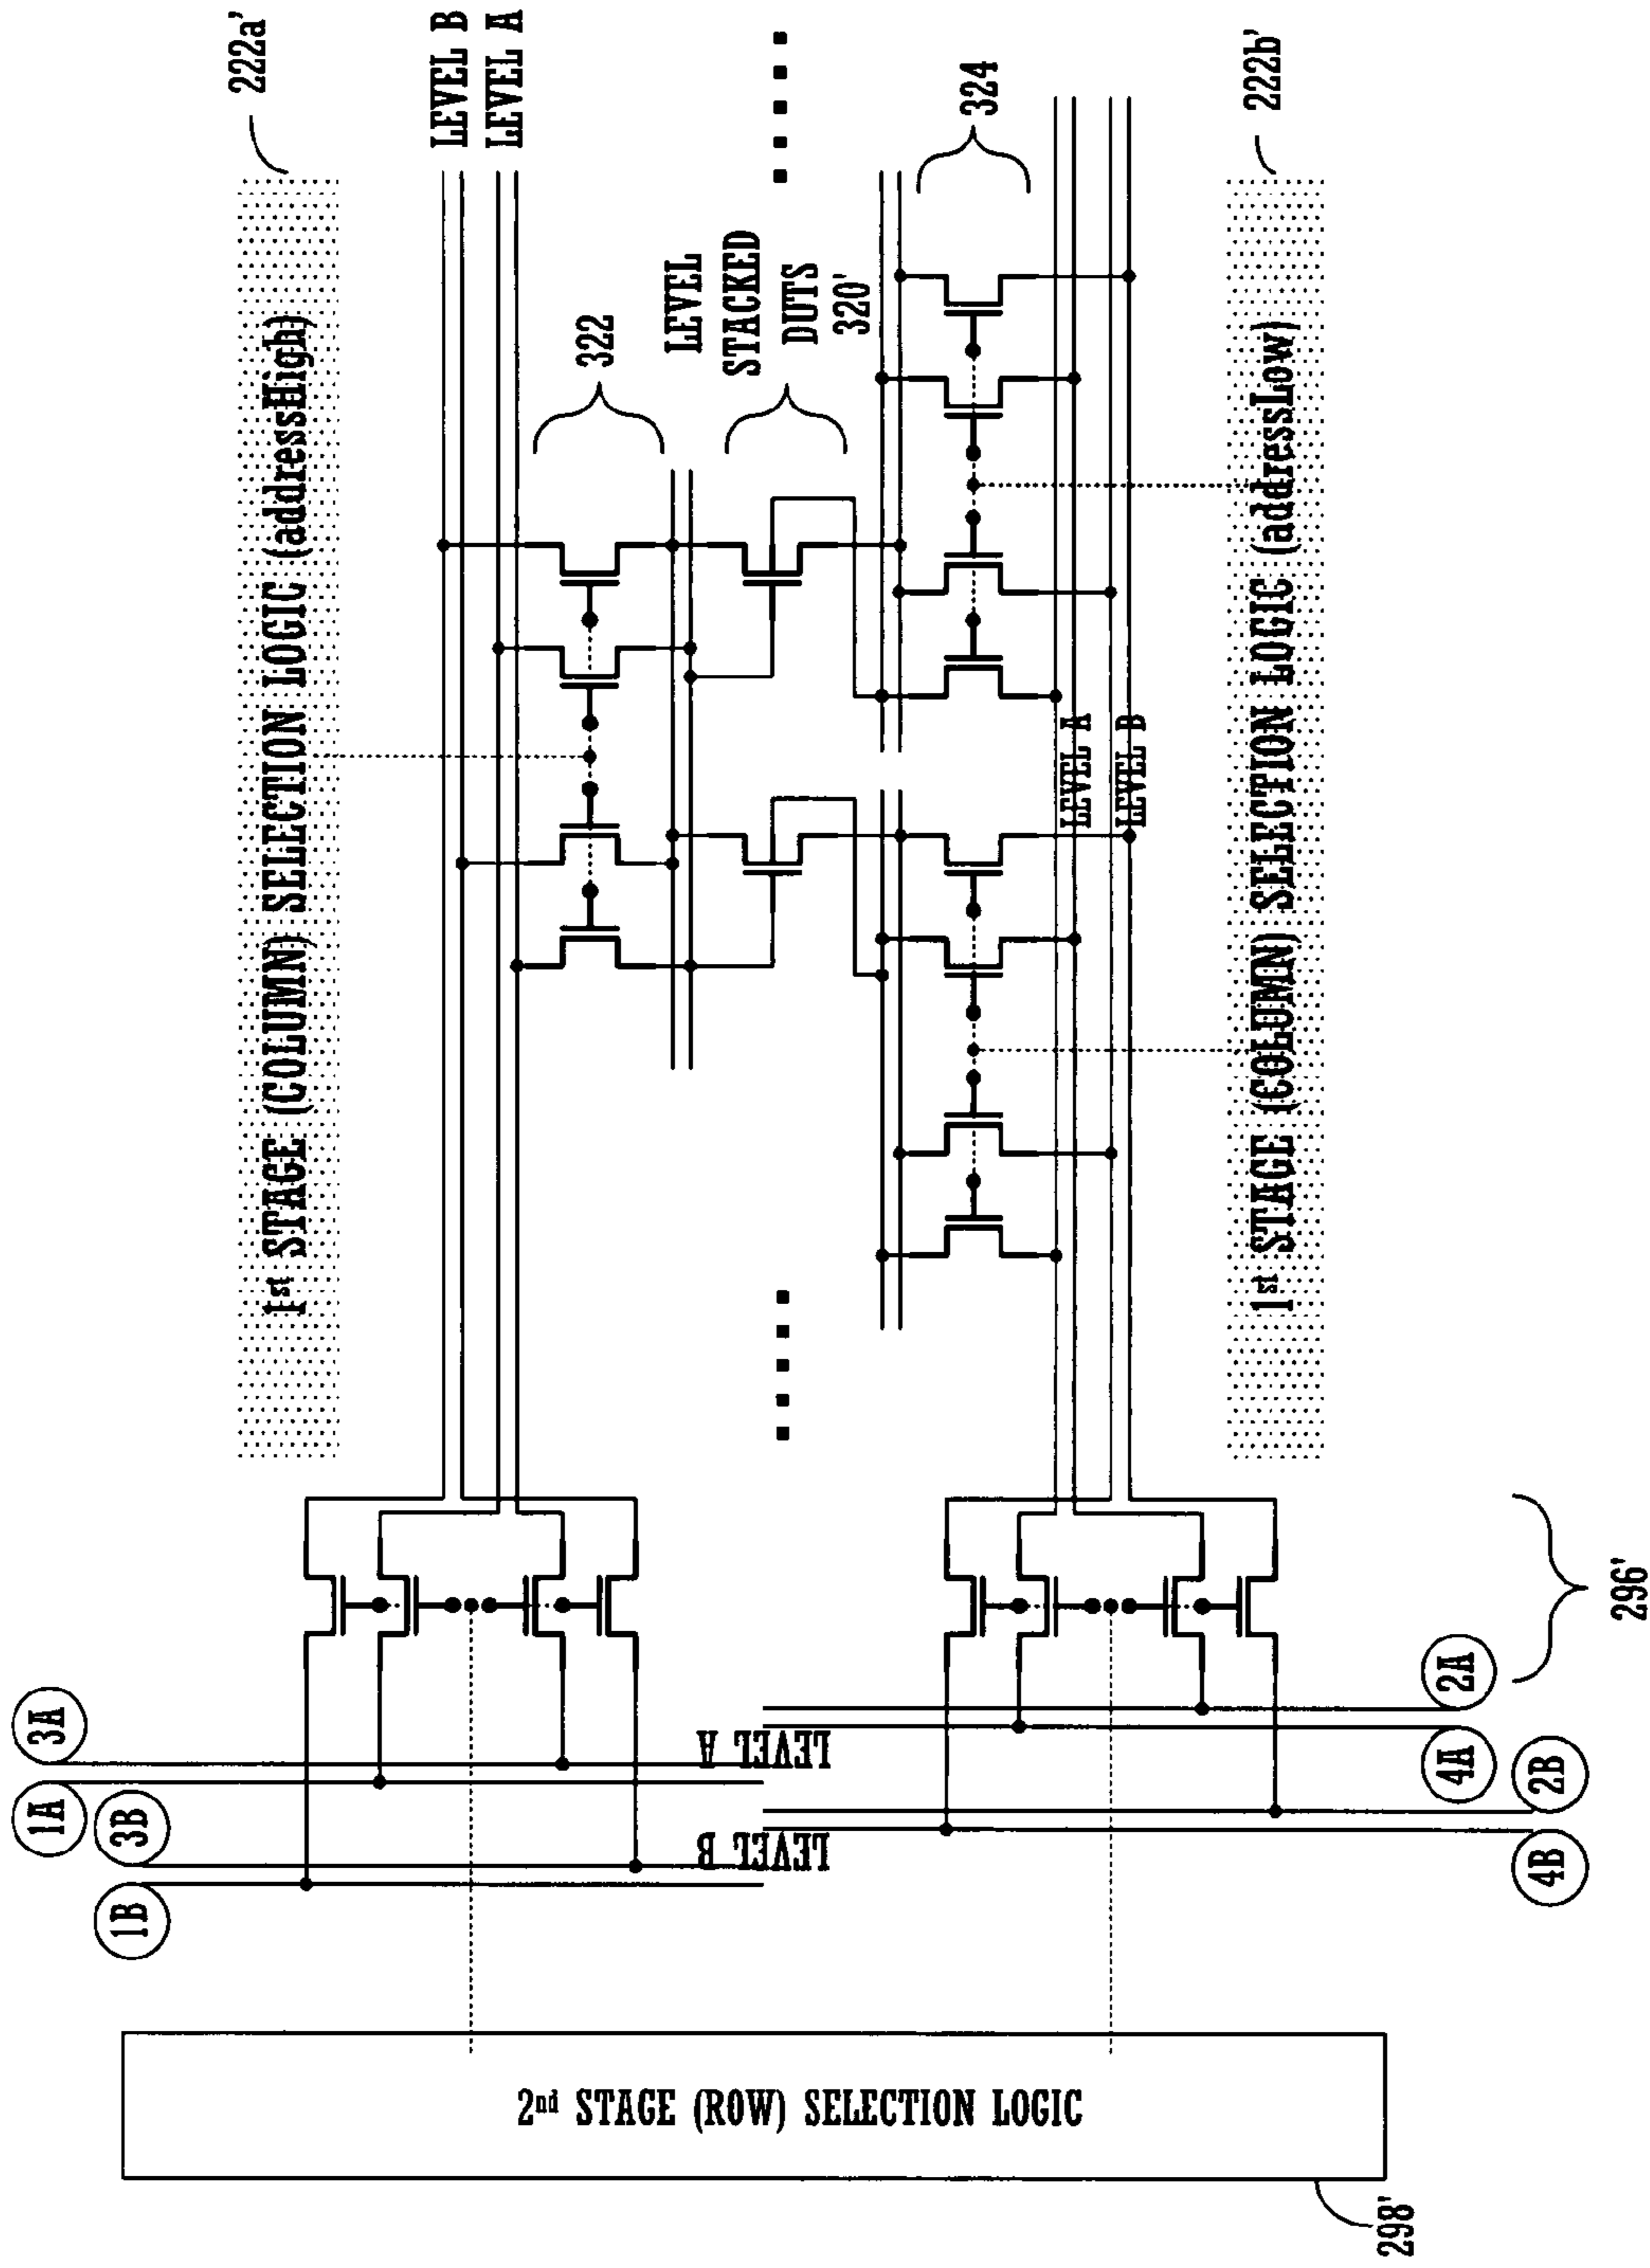 222a'
1st STAGE (COLUMN) SELECTION LOGIC (addressHigh)
LEVEL B
LEVEL A
322
LEVEL
STACKED
DUTS
320'
324
LEVEL A
LEVEL B
222b'
1st STAGE (COLUMN) SELECTION LOGIC (addressLow)
3A
1A
3B
1B
LEVEL A
LEVEL B
2A
4A
2B
4B
296'
2nd STAGE (ROW) SELECTION LOGIC
298'